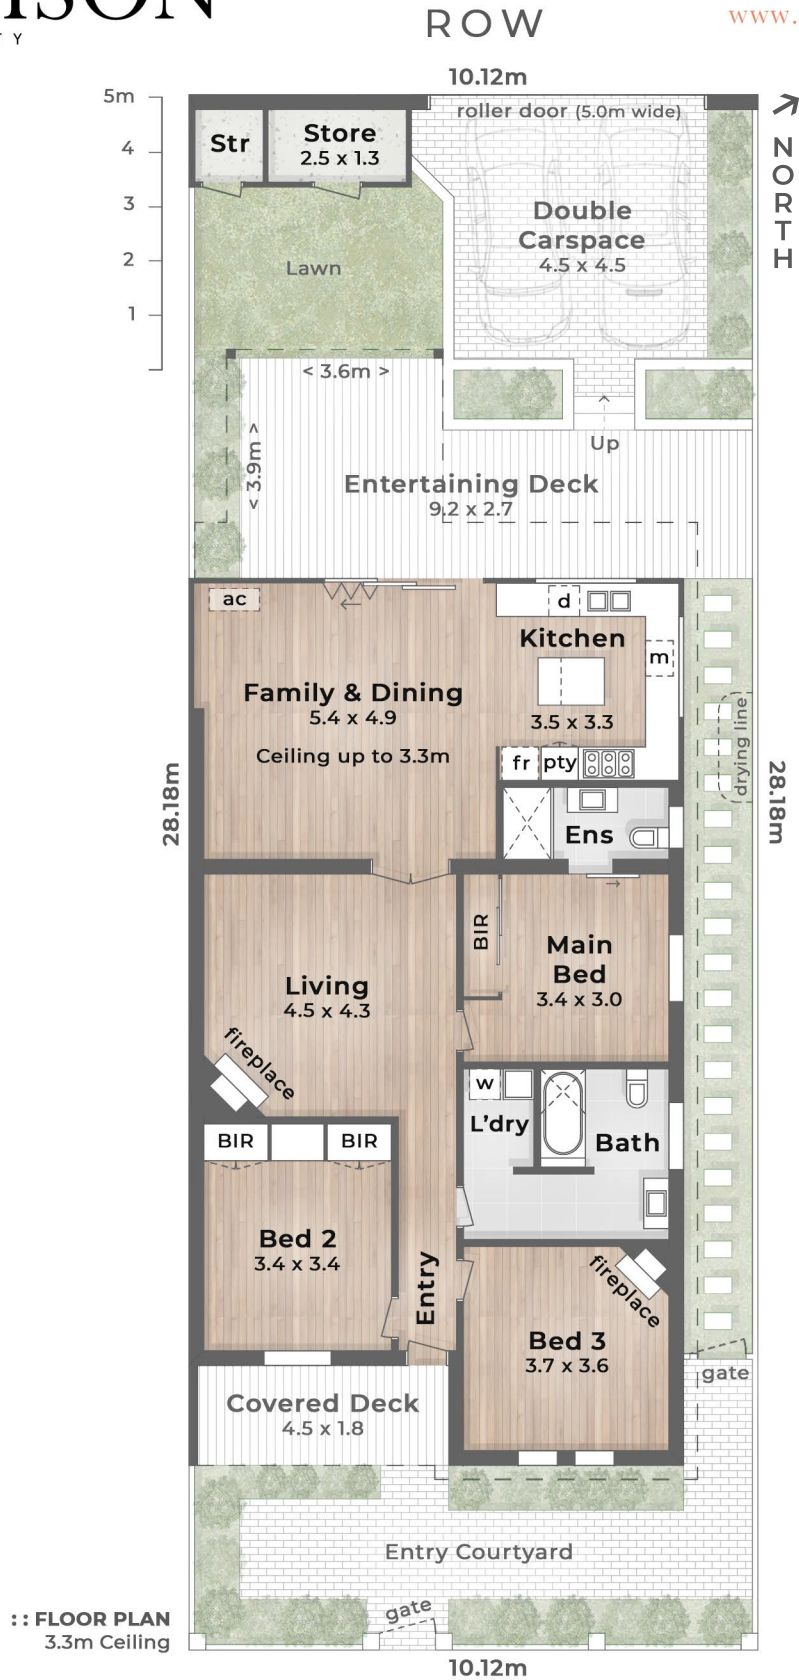 ROW
www.
10.12m
5m
4
3
2
1
roller door (5.0m wide)
NORTH
Str
Store
2.5 x 1.3
Double
Carspace
4.5 x 4.5
Lawn
< 3.6m >
< 3.9m >
Up
Entertaining Deck
9.2 x 2.7
ac
d
Kitchen
m
3.5 x 3.3
fr
pty
Family & Dining
5.4 x 4.9
Ceiling up to 3.3m
drying line
28.18m
28.18m
Ens
BIR
Main
Bed
3.4 x 3.0
Living
4.5 x 4.3
fireplace
w
L'dry
Bath
BIR
BIR
Bed 2
3.4 x 3.4
Entry
fireplace
Bed 3
3.7 x 3.6
gate
Covered Deck
4.5 x 1.8
Entry Courtyard
gate
:: FLOOR PLAN
3.3m Ceiling
10.12m